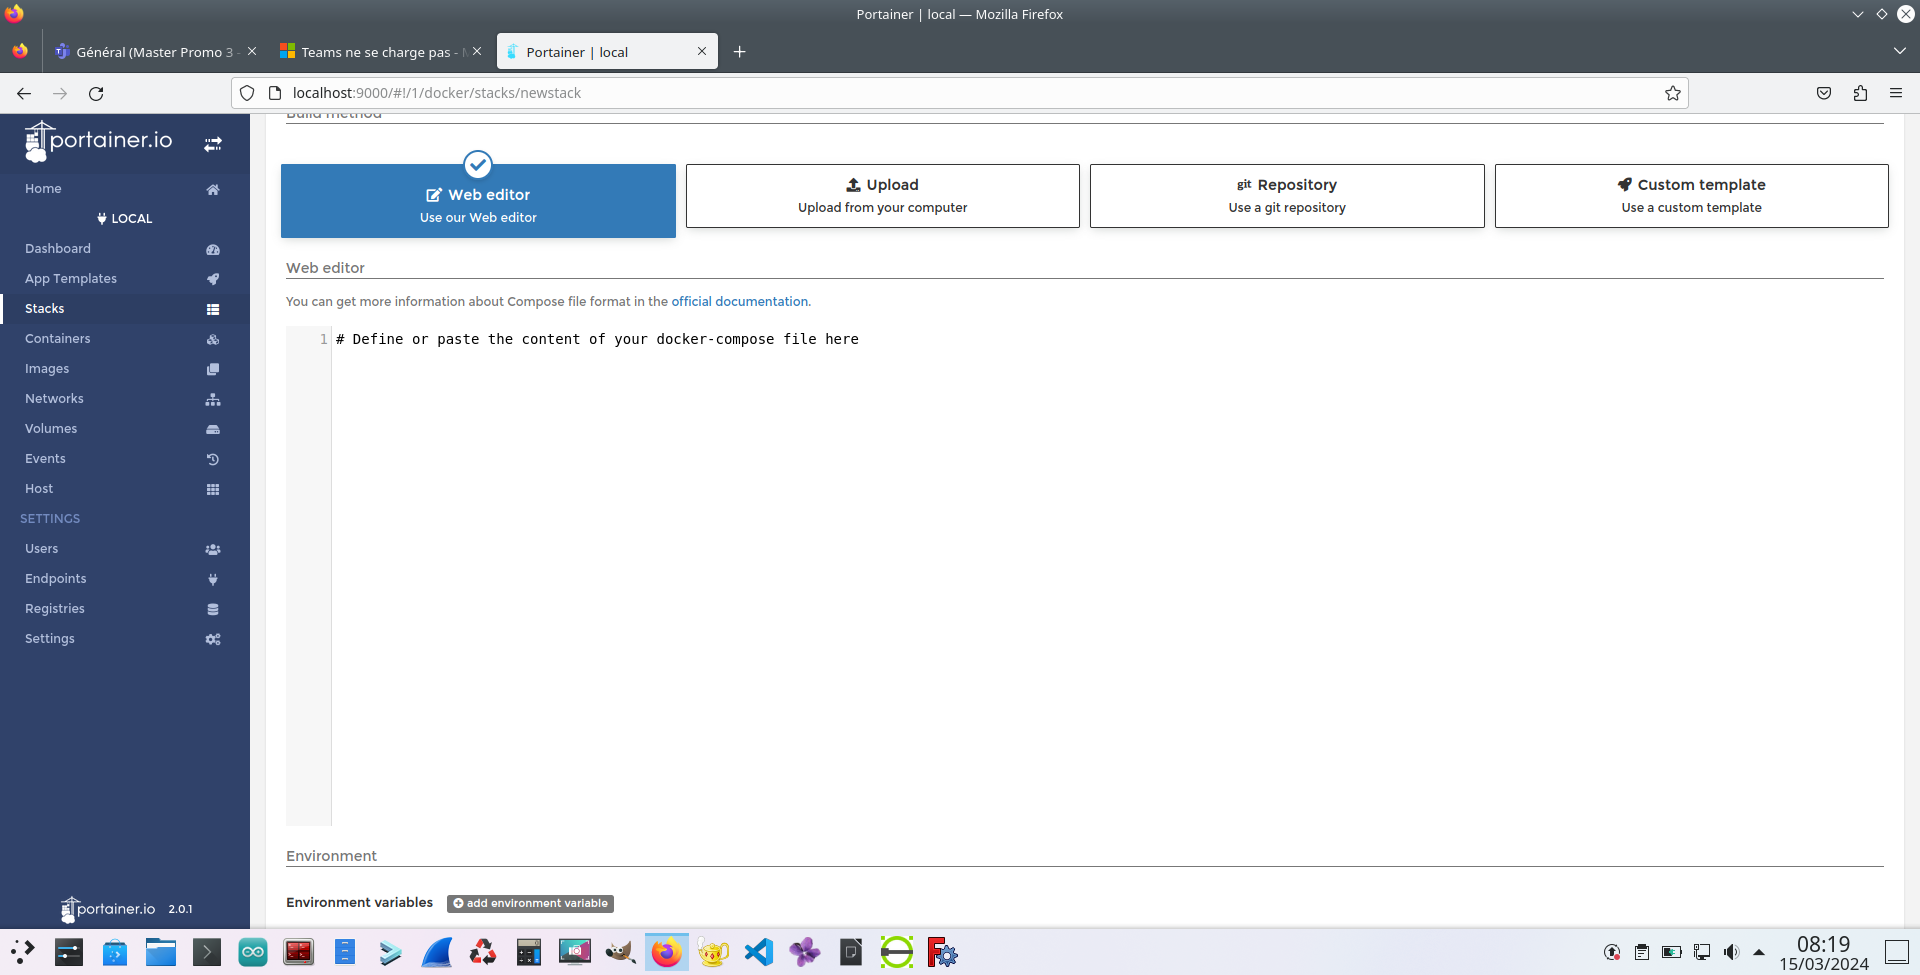 Portainer | local — Mozilla Firefox
Général (Master Promo 3 -
Teams ne se charge pas - M
Portainer | local
localhost:9000/#!/1/docker/stacks/newstack
portainer.io
Home
LOCAL
Dashboard
App Templates
Stacks
Containers
Images
Networks
Volumes
Events
Host
SETTINGS
Users
Endpoints
Registries
Settings
portainer.io 2.0.1
Build method
Web editor
Use our Web editor
Upload
Upload from your computer
git Repository
Use a git repository
Custom template
Use a custom template
Web editor
You can get more information about Compose file format in the official documentation.
1 # Define or paste the content of your docker-compose file here
Environment
Environment variables add environment variable
08:19
15/03/2024